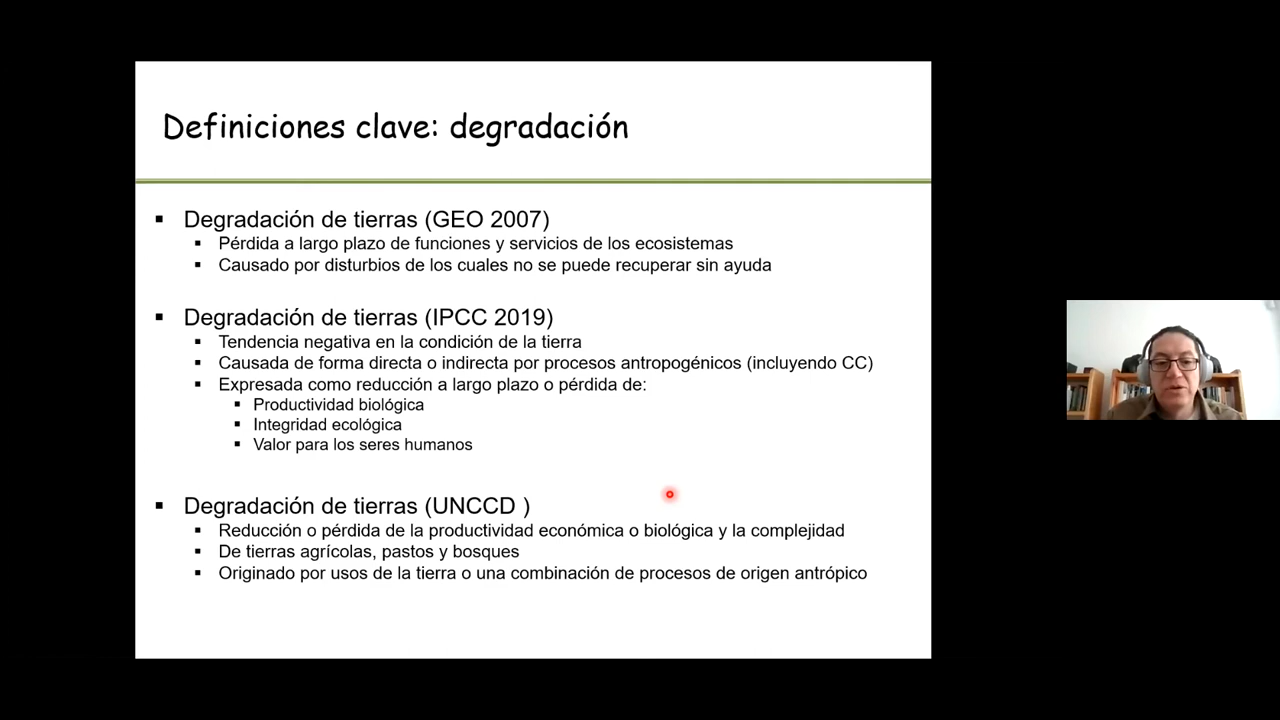 Definiciones clave: degradación
Degradación de tierras (GEO 2007)
Pérdida a largo plazo de funciones y servicios de los ecosistemas
Causado por disturbios de los cuales no se puede recuperar sin ayuda
Degradación de tierras (IPCC 2019)
Tendencia negativa en la condición de la tierra
Causada de forma directa o indirecta por procesos antropogénicos (incluyendo CC)
Expresada como reducción a largo plazo o pérdida de:
Productividad biológica
Integridad ecológica
Valor para los seres humanos
Degradación de tierras (UNCCD )
Reducción o pérdida de la productividad económica o biológica y la complejidad
De tierras agrícolas, pastos y bosques
Originado por usos de la tierra o una combinación de procesos de origen antrópico